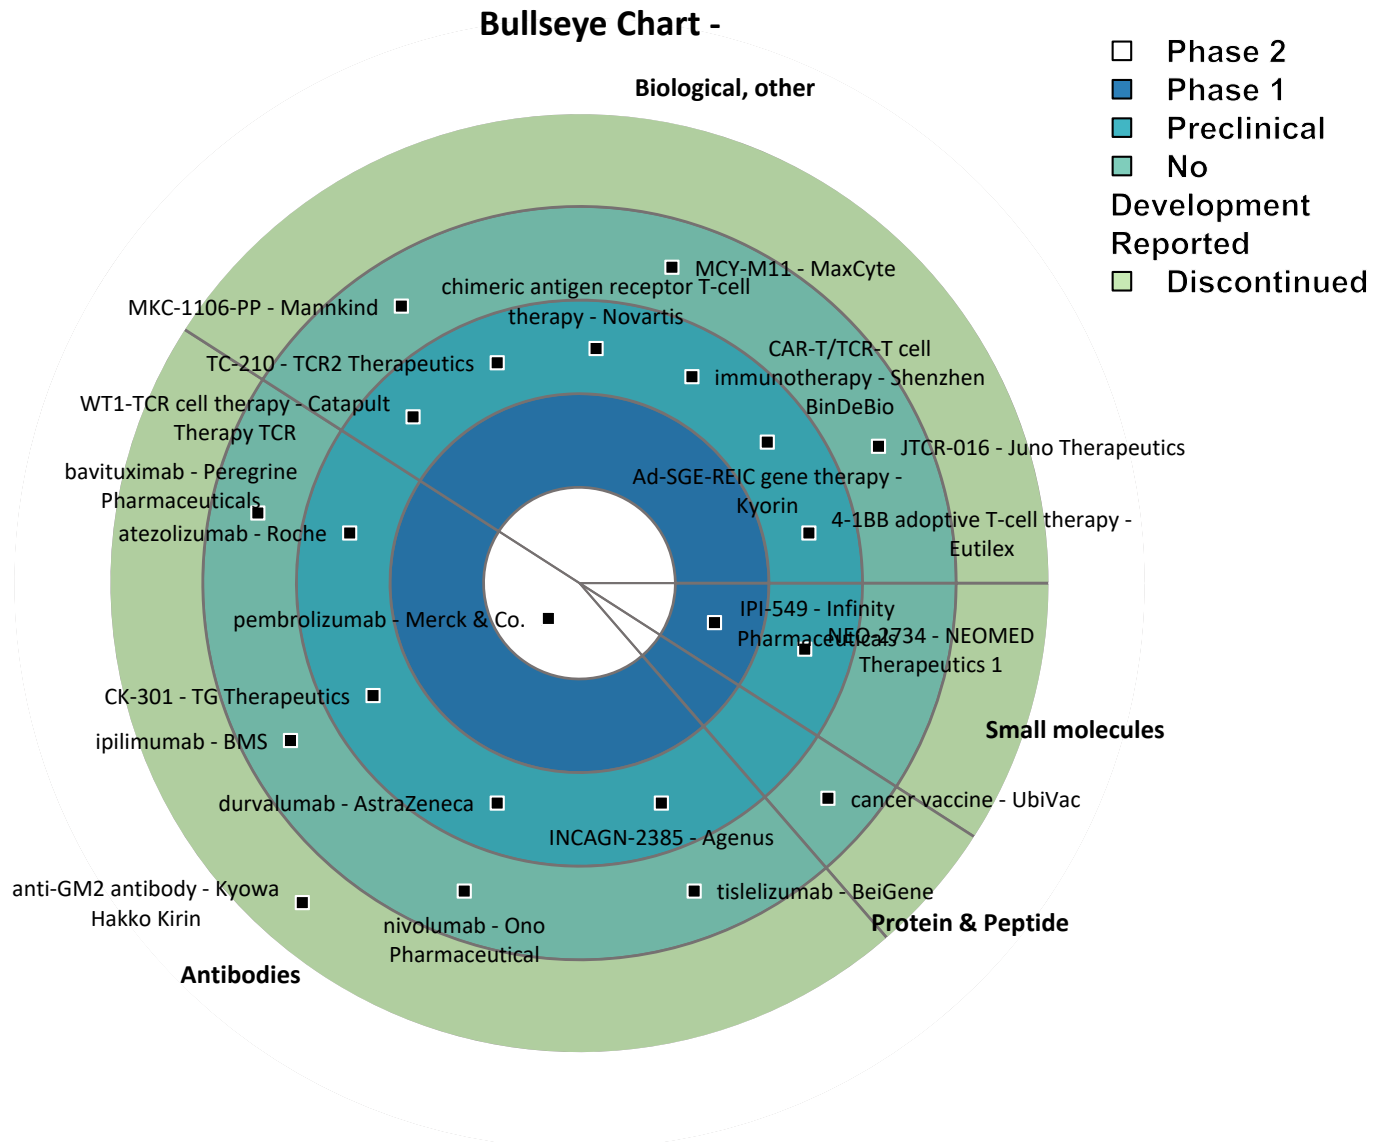 Bullseye Chart -
Phase 2
Phase 1
Preclinical
No
Development
Reported
Discontinued
Biological, other
MCY-M11 - MaxCyte
chimeric antigen receptor T-cell
therapy - Novartis
MKC-1106-PP - Mannkind
TC-210 - TCR2 Therapeutics
CAR-T/TCR-T cell
immunotherapy - Shenzhen
BinDeBio
WT1-TCR cell therapy - Catapult
Therapy TCR
JTCR-016 - Juno Therapeutics
bavituximab - Peregrine
Pharmaceuticals
Ad-SGE-REIC gene therapy -
Kyorin
atezolizumab - Roche
4-1BB adoptive T-cell therapy -
Eutilex
pembrolizumab - Merck & Co.
IPI-549 - Infinity
Pharmaceuticals
NEO-2734 - NEOMED
Therapeutics 1
CK-301 - TG Therapeutics
ipilimumab - BMS
Small molecules
durvalumab - AstraZeneca
cancer vaccine - UbiVac
INCAGN-2385 - Agenus
anti-GM2 antibody - Kyowa
Hakko Kirin
tislelizumab - BeiGene
nivolumab - Ono
Pharmaceutical
Protein & Peptide
Antibodies